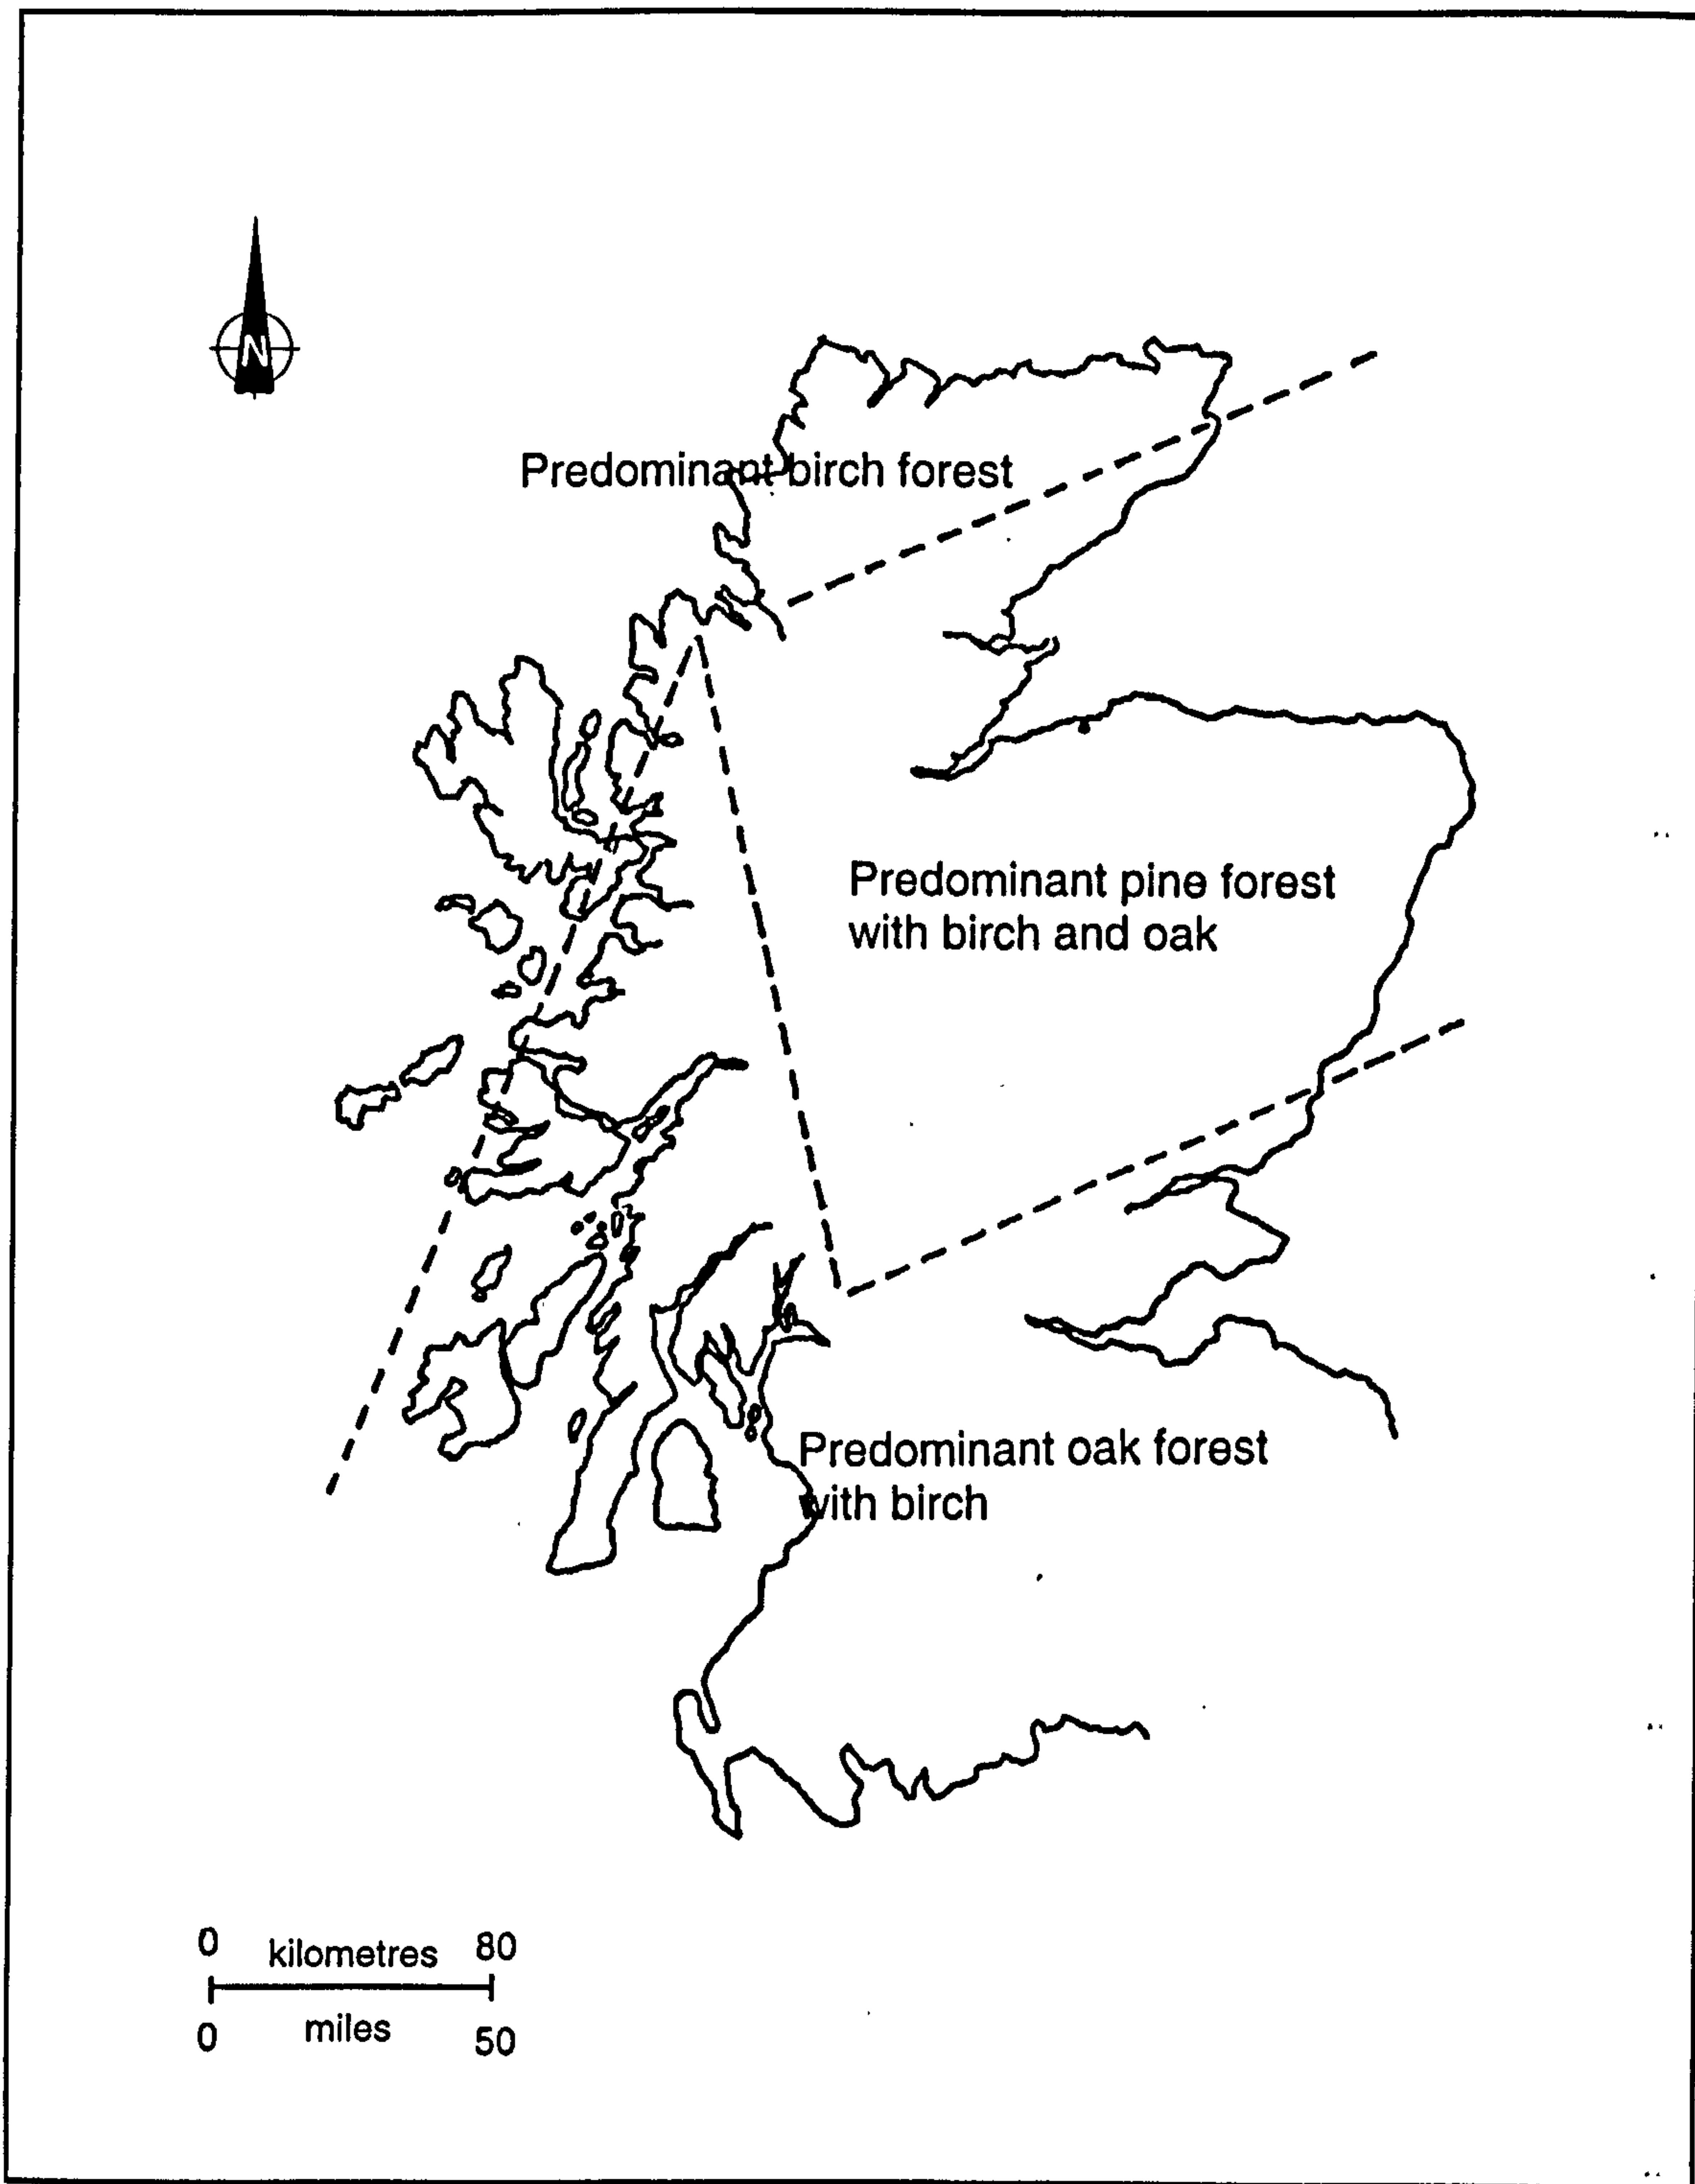 N
Predominant birch forest
Predominant pine forest
with birch and oak
Predominant oak forest
with birch
0 kilometres 80
0 miles 50